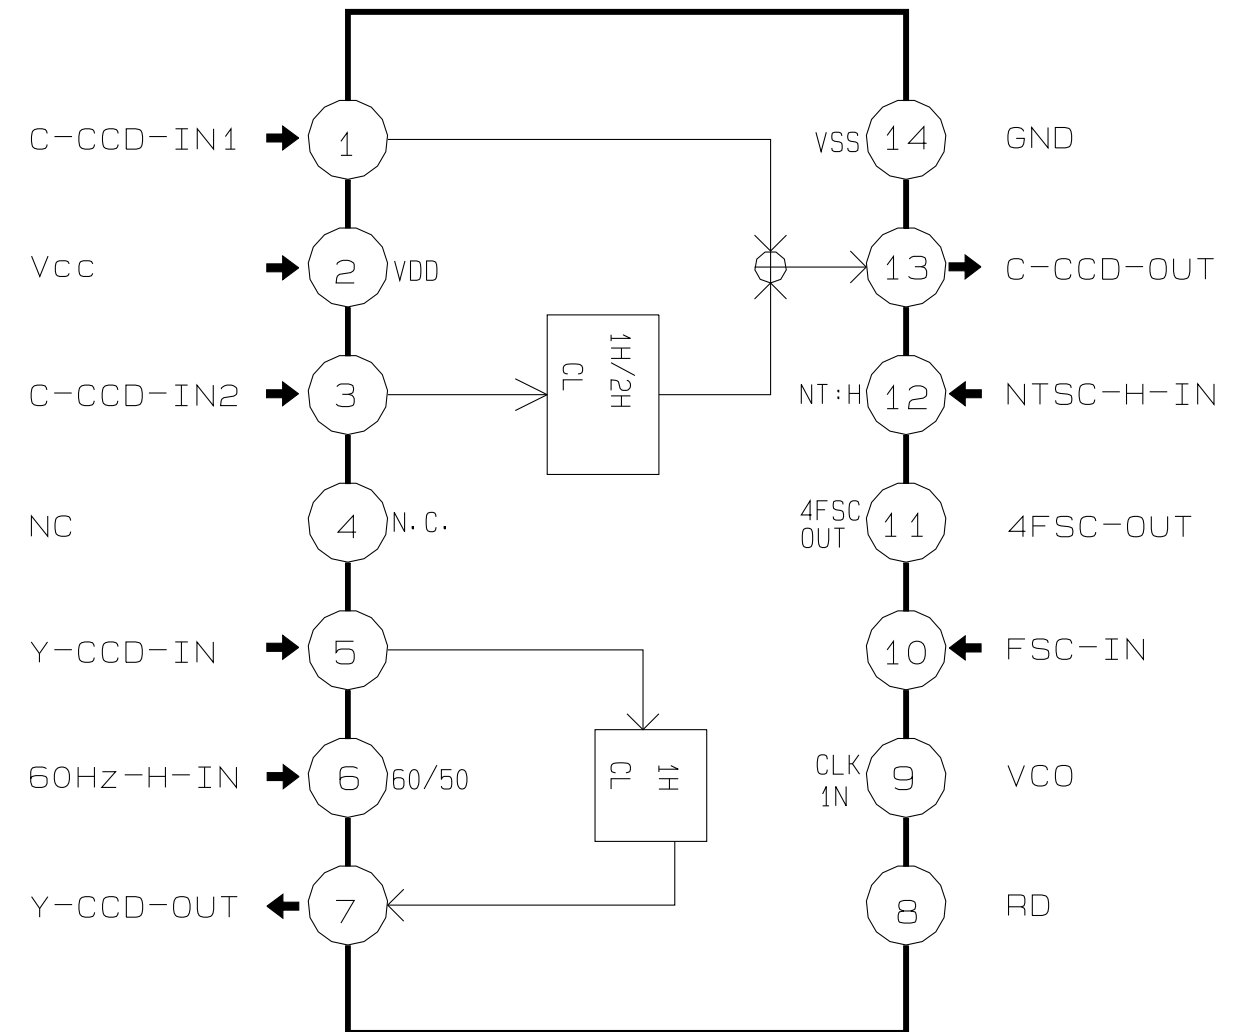 C-CCD-IN1 1 VSS 14 GND
Vcc 2 VDD 13 C-CCD-OUT
C-CCD-IN2 3 NT:H 12 NTSC-H-IN
1H/2H
CL
NC 4 N.C. 4FSC 11 4FSC-OUT
OUT
Y-CCD-IN 5 10 FSC-IN
60Hz-H-IN 6 60/50 CLK 9 VCO
1N
1H
CL
Y-CCD-OUT 7 8 RD